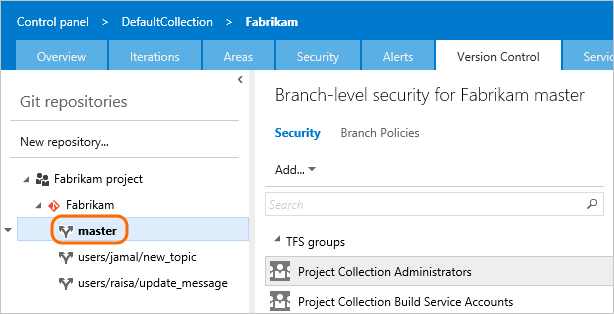 Control panel > DefaultCollection > Fabrikam
Overview Iterations Areas Security Alerts Version Control Servic
Git repositories
New repository...
Fabrikam project
Fabrikam
master
users/jamal/new_topic
users/raisa/update_message
Branch-level security for Fabrikam master
Security Branch Policies
Add...
Search
TFS groups
Project Collection Administrators
Project Collection Build Service Accounts